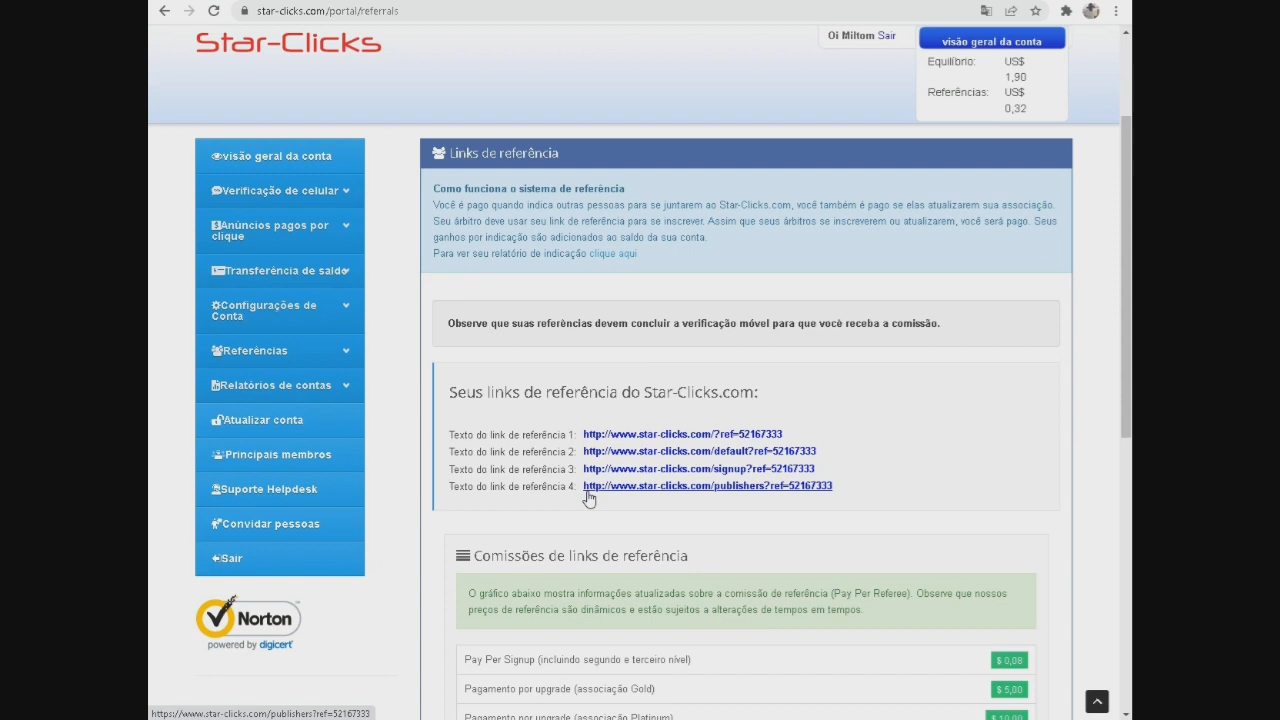 star-clicks.com/portal/referrals
Star-Clicks
Oi Miltom Sair
visão geral da conta
Equilíbrio: US$
1,90
Referências: US$
0,32
visão geral da conta
Verificação de celular
Anúncios pagos por
clique
Transferência de saldo
Configurações de
Conta
Referências
Relatórios de contas
Atualizar conta
Principais membros
Suporte Helpdesk
Convidar pessoas
Sair
Norton
powered by digicert
Links de referência
Como funciona o sistema de referência
Você é pago quando indica outras pessoas para se juntarem ao Star-Clicks.com, você também é pago se elas atualizarem sua associação.
Seu árbitro deve usar seu link de referência para se inscrever. Assim que seus árbitros se inscreverem ou atualizarem, você será pago. Seus
ganhos por indicação são adicionados ao saldo da sua conta.
Para ver seu relatório de indicação clique aqui
Observe que suas referências devem concluir a verificação móvel para que você receba a comissão.
Seus links de referência do Star-Clicks.com:
Texto do link de referência 1: http://www.star-clicks.com/?ref=52167333
Texto do link de referência 2: http://www.star-clicks.com/default?ref=52167333
Texto do link de referência 3: http://www.star-clicks.com/signup?ref=52167333
Texto do link de referência 4: http://www.star-clicks.com/publishers?ref=52167333
Comissões de links de referência
O gráfico abaixo mostra informações atualizadas sobre a comissão de referência (Pay Per Referee). Observe que nossos
preços de referência são dinâmicos e estão sujeitos a alterações de tempos em tempos.
Pay Per Signup (incluindo segundo e terceiro nível) $ 0,08
Pagamento por upgrade (associação Gold) $ 5,00
Pagamento por upgrade (associação Platinum) $ 10,00
https://www.star-clicks.com/publishers?ref=52167333